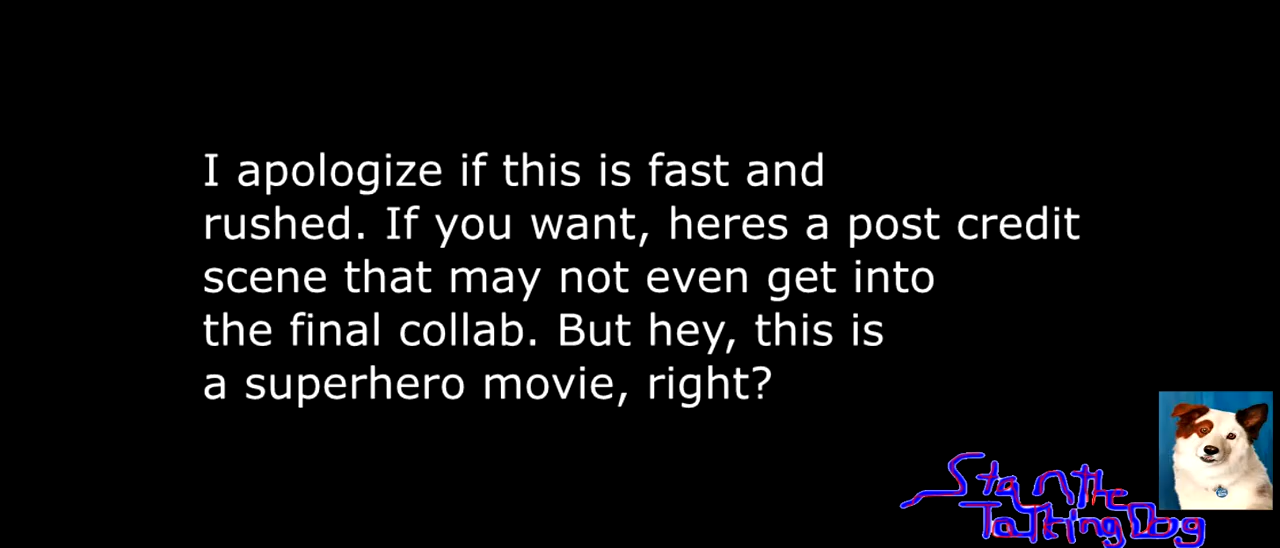 I apologize if this is fast and
rushed. If you want, heres a post credit
scene that may not even get into
the final collab. But hey, this is
a superhero movie, right?
Stan the
Talking Dog